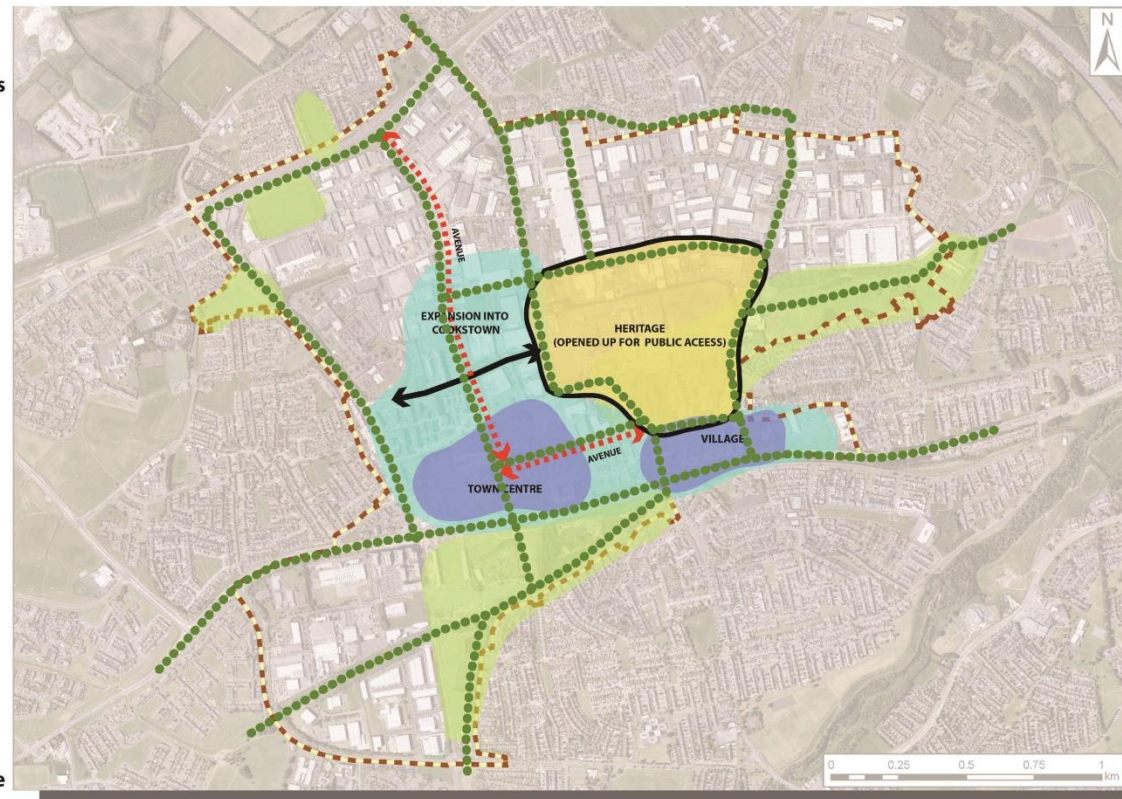 s
N
AVENUE
EXPANSION INTO
COOKSTOWN
HERITAGE
(OPENED UP FOR PUBLIC ACEESS)
VILLAGE
AVENUE
TOWN CENTRE
0 0.25 0.5 0.75 1
km
e